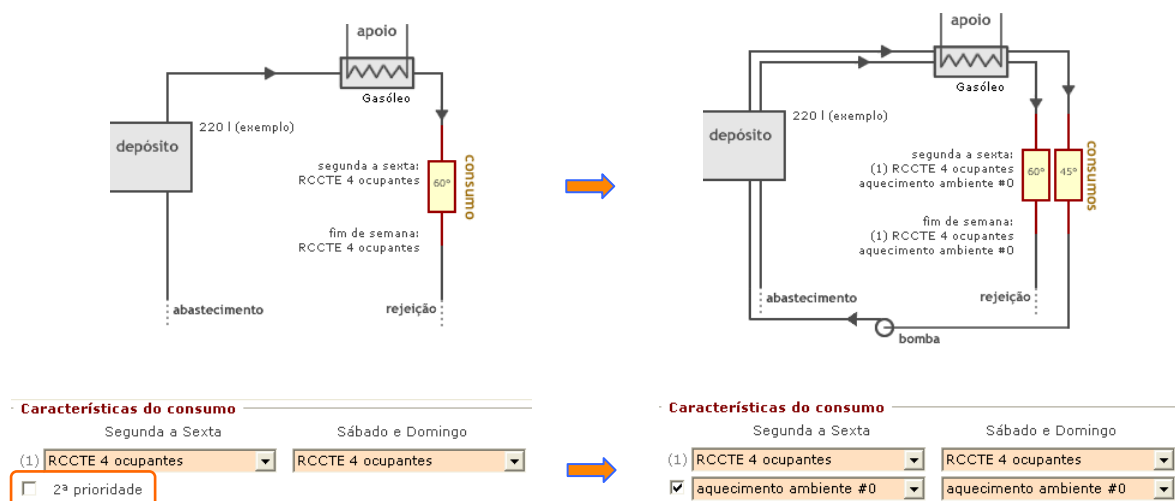 apoio
Gasóleo
220 l (exemplo)
depósito
segunda a sexta:
RCCTE 4 ocupantes
60°
consumo
fim de semana:
RCCTE 4 ocupantes
abastecimento
rejeição
apoio
Gasóleo
220 l (exemplo)
depósito
segunda a sexta:
(1) RCCTE 4 ocupantes
aquecimento ambiente #0
60°
45°
consumos
fim de semana:
(1) RCCTE 4 ocupantes
aquecimento ambiente #0
abastecimento
rejeição
bomba
Características do consumo
Segunda a Sexta Sábado e Domingo
(1) RCCTE 4 ocupantes RCCTE 4 ocupantes
2ª prioridade
Características do consumo
Segunda a Sexta Sábado e Domingo
(1) RCCTE 4 ocupantes RCCTE 4 ocupantes
aquecimento ambiente #0 aquecimento ambiente #0